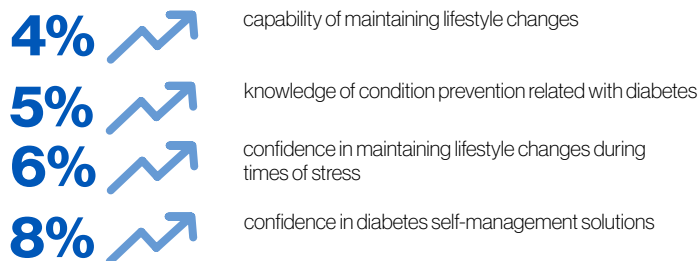 4% capability of maintaining lifestyle changes
5% knowledge of condition prevention related with diabetes
6% confidence in maintaining lifestyle changes during
times of stress
8% confidence in diabetes self-management solutions